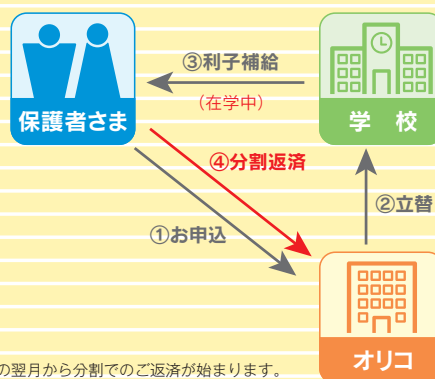 ③利子補給
(在学中)
保護者さま
学 校
④分割返済
②立替
①お申込
オリコ
の翌月から分割でのご返済が始まります。